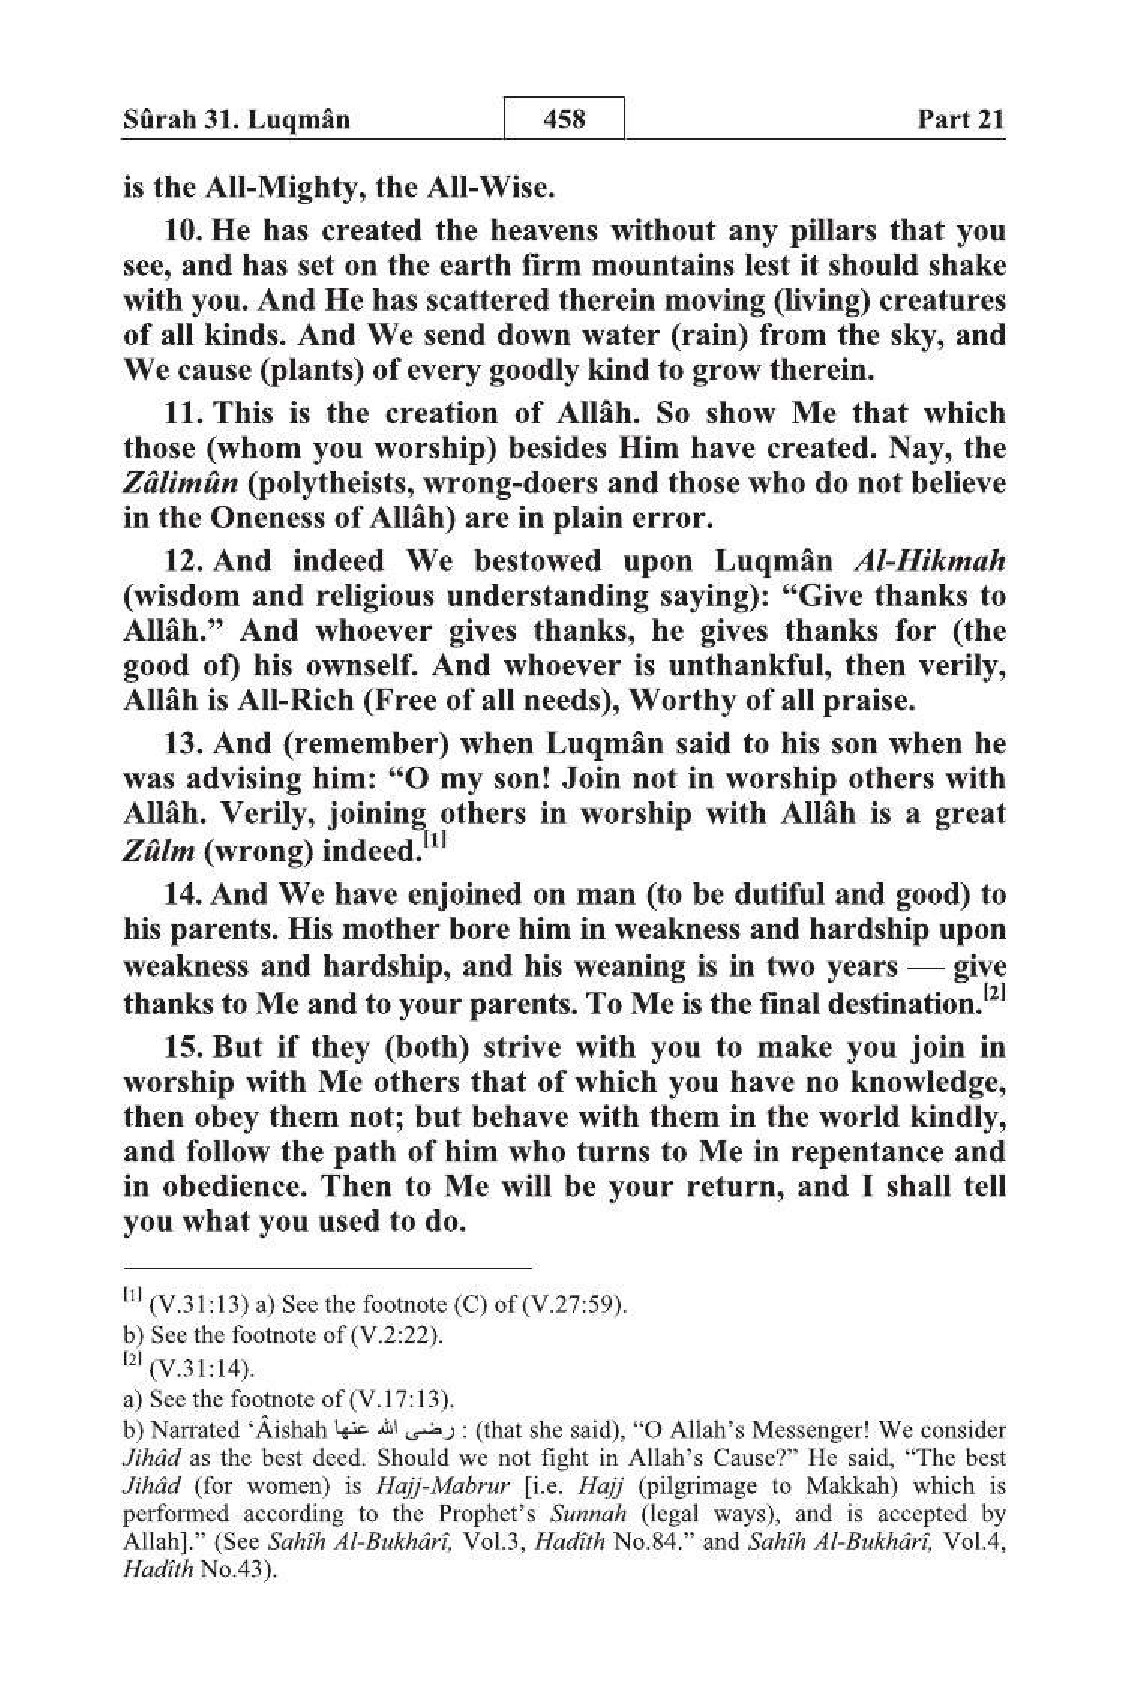 Sûrah 31. Luqmân 458 Part 21
is the All-Mighty, the All-Wise.
10. He has created the heavens without any pillars that you
see, and has set on the earth firm mountains lest it should shake
with you. And He has scattered therein moving (living) creatures
of all kinds. And We send down water (rain) from the sky, and
We cause (plants) of every goodly kind to grow therein.
11. This is the creation of Allâh. So show Me that which
those (whom you worship) besides Him have created. Nay, the
Zâlimûn (polytheists, wrong-doers and those who do not believe
in the Oneness of Allâh) are in plain error.
12. And indeed We bestowed upon Luqmân Al-Hikmah
(wisdom and religious understanding saying): “Give thanks to
Allâh.” And whoever gives thanks, he gives thanks for (the
good of) his ownself. And whoever is unthankful, then verily,
Allâh is All-Rich (Free of all needs), Worthy of all praise.
13. And (remember) when Luqmân said to his son when he
was advising him: “O my son! Join not in worship others with
Allâh. Verily, joining others in worship with Allâh is a great
Zûlm (wrong) indeed.[1]
14. And We have enjoined on man (to be dutiful and good) to
his parents. His mother bore him in weakness and hardship upon
weakness and hardship, and his weaning is in two years — give
thanks to Me and to your parents. To Me is the final destination.[2]
15. But if they (both) strive with you to make you join in
worship with Me others that of which you have no knowledge,
then obey them not; but behave with them in the world kindly,
and follow the path of him who turns to Me in repentance and
in obedience. Then to Me will be your return, and I shall tell
you what you used to do.
[1] (V.31:13) a) See the footnote (C) of (V.27:59).
b) See the footnote of (V.2:22).
[2] (V.31:14).
a) See the footnote of (V.17:13).
b) Narrated ‘Âishah رضى الله عنها : (that she said), “O Allah’s Messenger! We consider
Jihâd as the best deed. Should we not fight in Allah’s Cause?” He said, “The best
Jihâd (for women) is Hajj-Mabrur [i.e. Hajj (pilgrimage to Makkah) which is
performed according to the Prophet’s Sunnah (legal ways), and is accepted by
Allah].” (See Sahîh Al-Bukhârî, Vol.3, Hadîth No.84.” and Sahîh Al-Bukhârî, Vol.4,
Hadîth No.43).